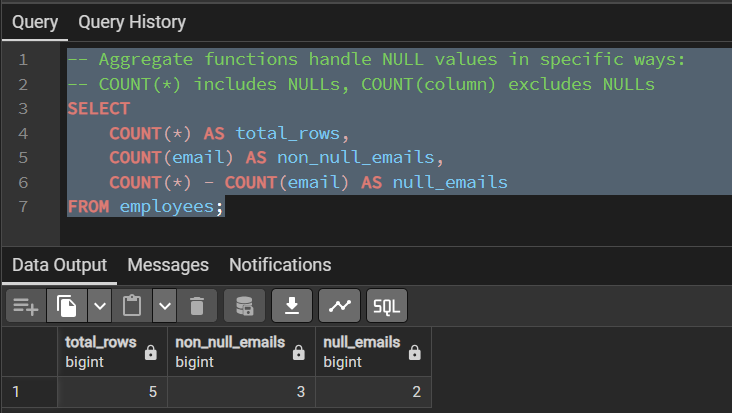 Query Query History
1 -- Aggregate functions handle NULL values in specific ways:
2 -- COUNT(*) includes NULLs, COUNT(column) excludes NULLs
3 SELECT
4 COUNT(*) AS total_rows,
5 COUNT(email) AS non_null_emails,
6 COUNT(*) - COUNT(email) AS null_emails
7 FROM employees;
Data Output Messages Notifications
SQL
total_rows non_null_emails null_emails
bigint bigint bigint
1 5 3 2